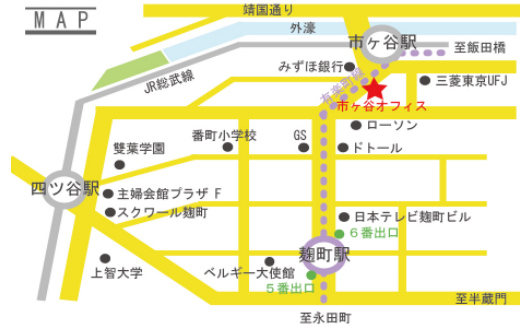 MAP
靖国通り
外濠
市ヶ谷駅
至飯田橋
みずほ銀行
JR総武線
有楽町線
三菱東京UFJ
市ヶ谷オフィス
ローソン
番町小学校
GS
ドトール
雙葉学園
四ツ谷駅
主婦会館プラザ F
スクワール麹町
日本テレビ麹町ビル
6番出口
麹町駅
上智大学
ベルギー大使館
5番出口
至半蔵門
至永田町